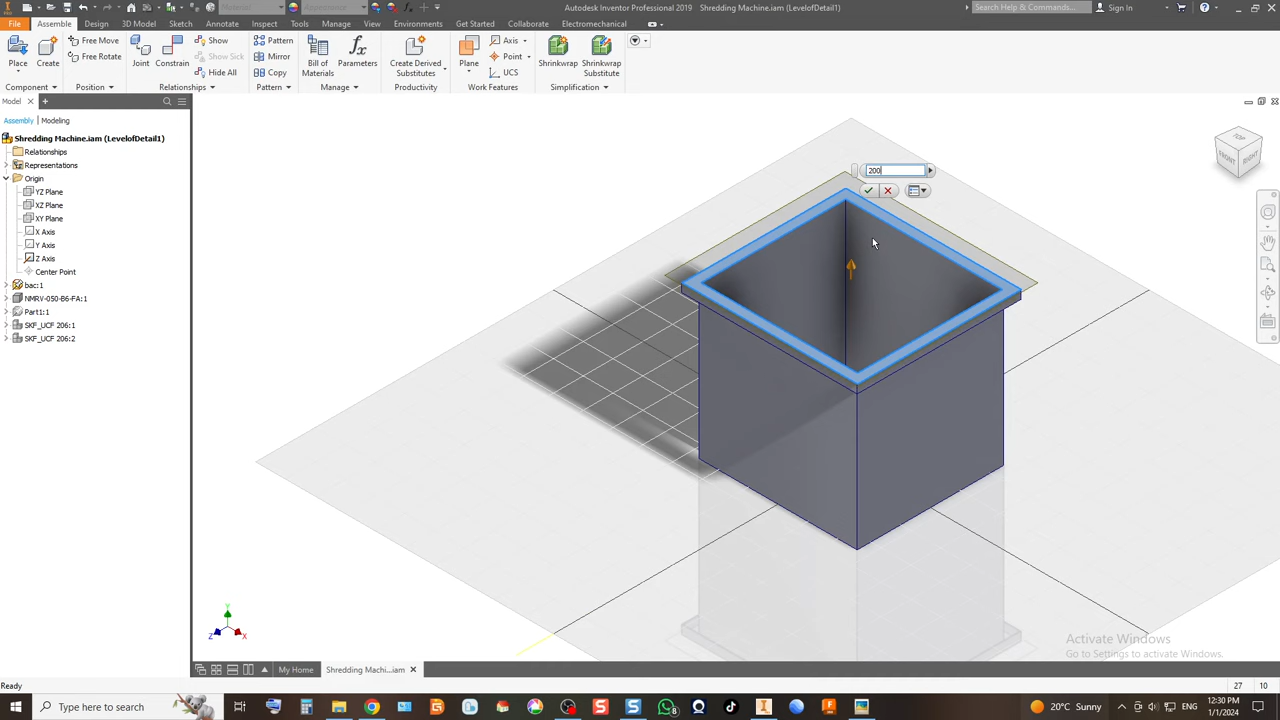 Material
Appearance
Autodesk Inventor Professional 2019   Shredding Machine.iam (LevelofDetail1)
Search Help & Commands...
Sign In
File
Assemble
Design
3D Model
Sketch
Annotate
Inspect
Tools
Manage
View
Environments
Get Started
Collaborate
Electromechanical
Free Move
Show
Pattern
Axis
Point
Free Rotate
Show Sick
Mirror
Place
Create
Joint
Constrain
Bill of
Materials
Parameters
Create Derived
Substitutes
Plane
Shrinkwrap
Shrinkwrap
Substitute
Hide All
Copy
UCS
Component
Position
Relationships
Pattern
Manage
Productivity
Work Features
Simplification
Model
Assembly
Modeling
Shredding Machine.iam (LevelofDetail1)
Relationships
Representations
Origin
YZ Plane
XZ Plane
XY Plane
X Axis
Y Axis
Z Axis
Center Point
bac:1
NMRV-050-B6-FA:1
Part1:1
SKF_UCF 206:1
SKF_UCF 206:2
200
TOP
FRONT
RIGHT
Y
Z
X
Activate Windows
Go to Settings to activate Windows.
My Home
Shredding Machi...iam
Ready
27
10
Type here to search
8
20°C Sunny
ENG
12:30 PM
1/1/2024